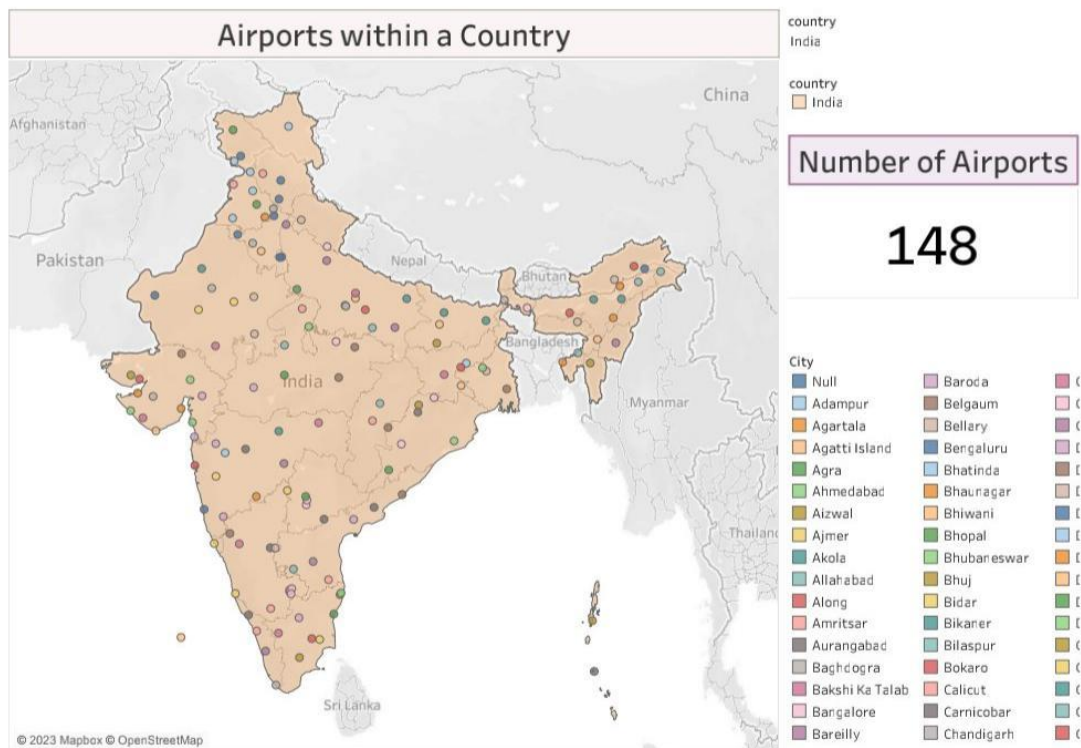 Airports within a Country
Afghanistan
China
Pakistan
Nepal
Bhutan
Bangladesh
India
Myanmar
Thailand
Sri Lanka
© 2023 Mapbox © OpenStreetMap
country
India
country
India
Number of Airports
148
City
Null
Adampur
Agartala
Agatti Island
Agra
Ahmedabad
Aizwal
Ajmer
Akola
Allahabad
Along
Amritsar
Aurangabad
Baghdogra
Bakshi Ka Talab
Bangalore
Bareilly
Baroda
Belgaum
Bellary
Bengaluru
Bhatinda
Bhaunagar
Bhiwani
Bhopal
Bhubaneswar
Bhuj
Bidar
Bikaner
Bilaspur
Bokaro
Calicut
Carnicobar
Chandigarh